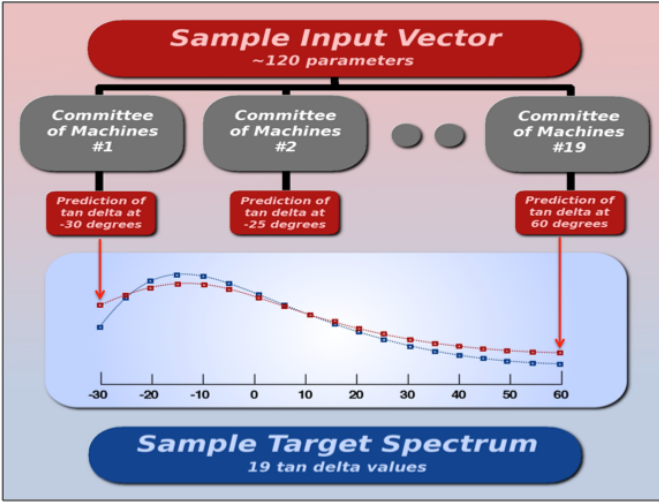 Sample Input Vector
~120 parameters
Committee
of Machines
#1
Committee
of Machines
#2
Committee
of Machines
#19
Prediction of
tan delta at
-30 degrees
Prediction of
tan delta at
-25 degrees
Prediction of
tan delta at
60 degrees
-30 -20 -10 0 10 20 30 40 50 60
Sample Target Spectrum
19 tan delta values